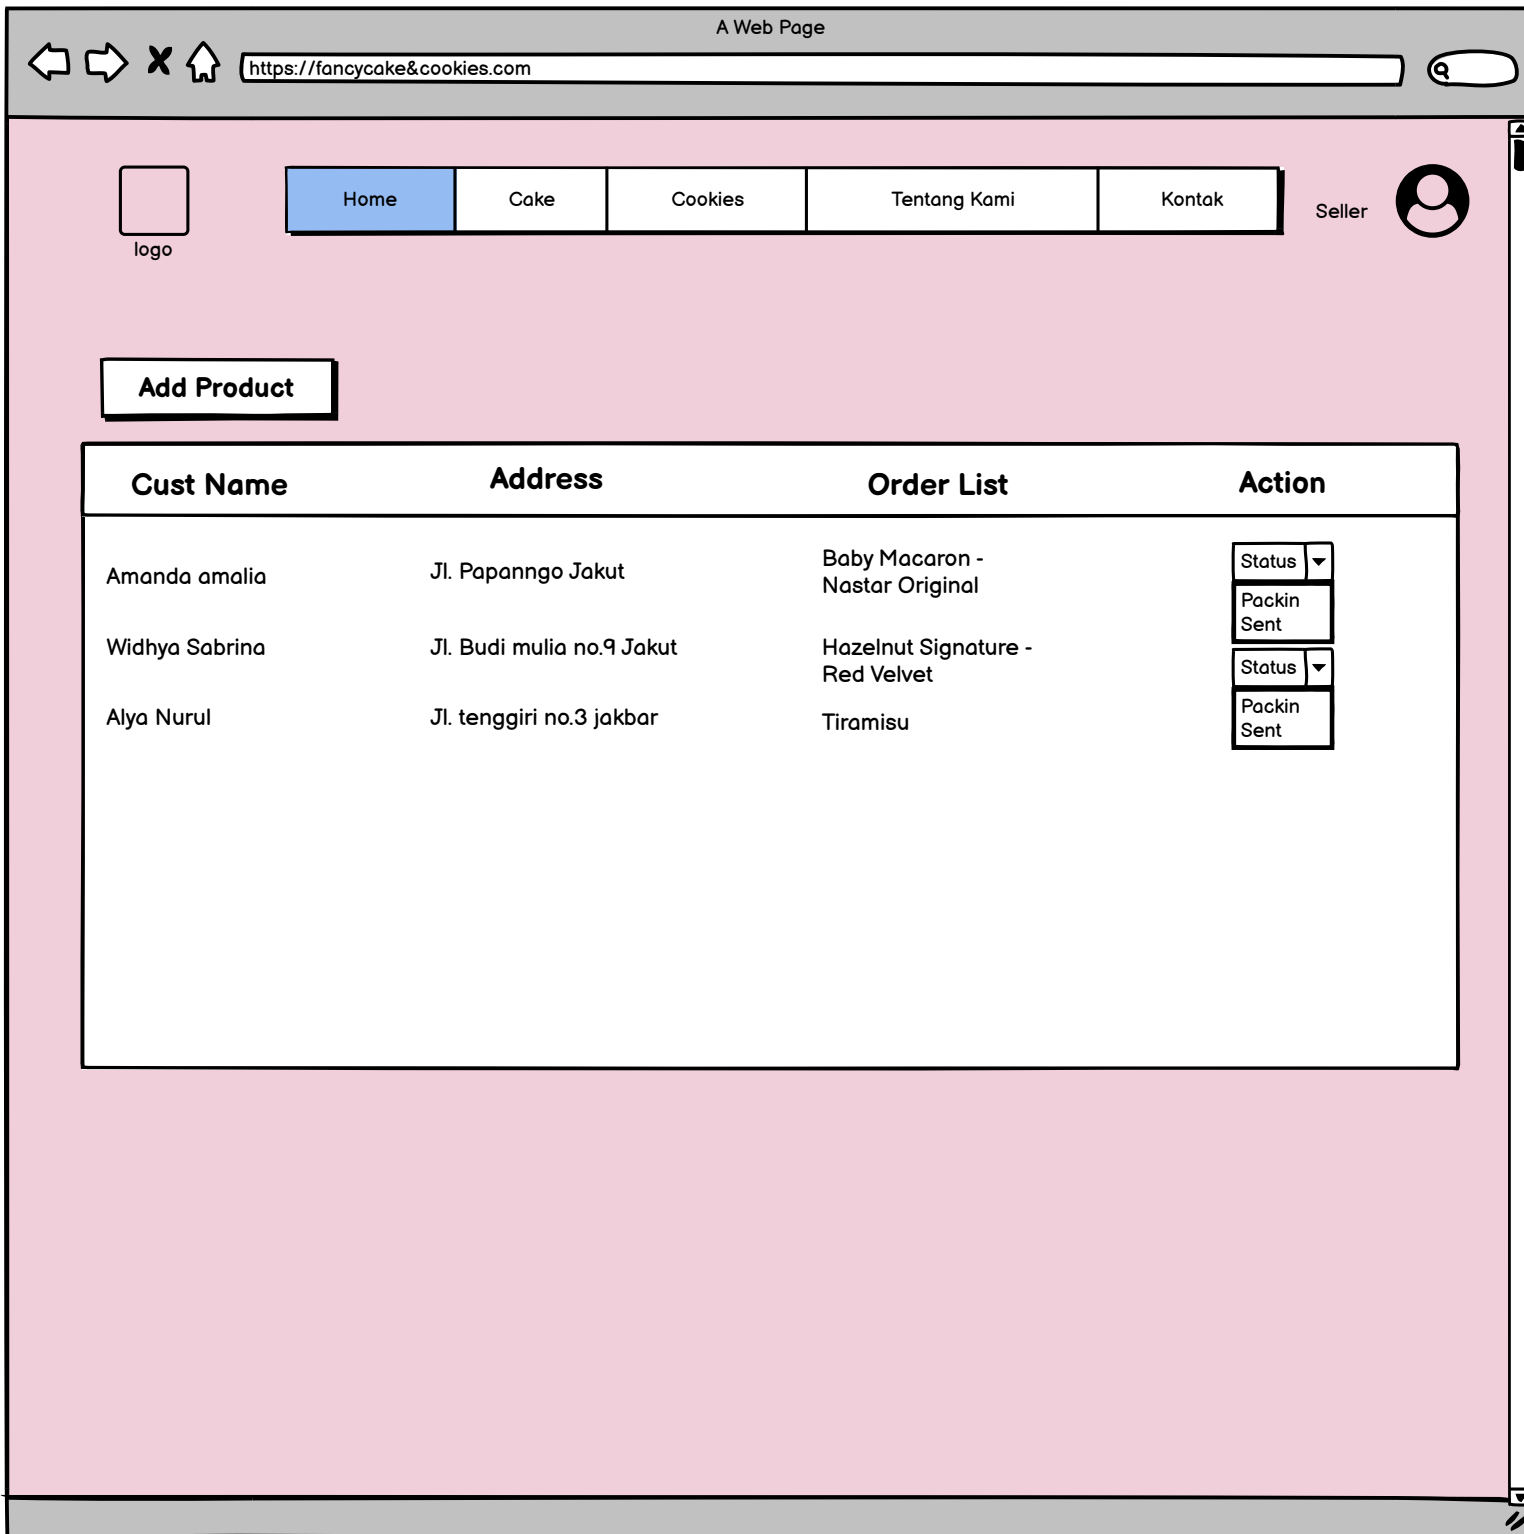 A Web Page
https://fancycake&cookies.com
Home Cake Cookies Tentang Kami Kontak Seller
logo
Add Product
Cust Name Address Order List Action
Amanda amalia Jl. Papanngo Jakut Baby Macaron - Status
Nastar Original Packin
Sent
Widhya Sabrina Jl. Budi mulia no.9 Jakut Hazelnut Signature - Status
Red Velvet Packin
Alya Nurul Jl. tenggiri no.3 jakbar Tiramisu Sent